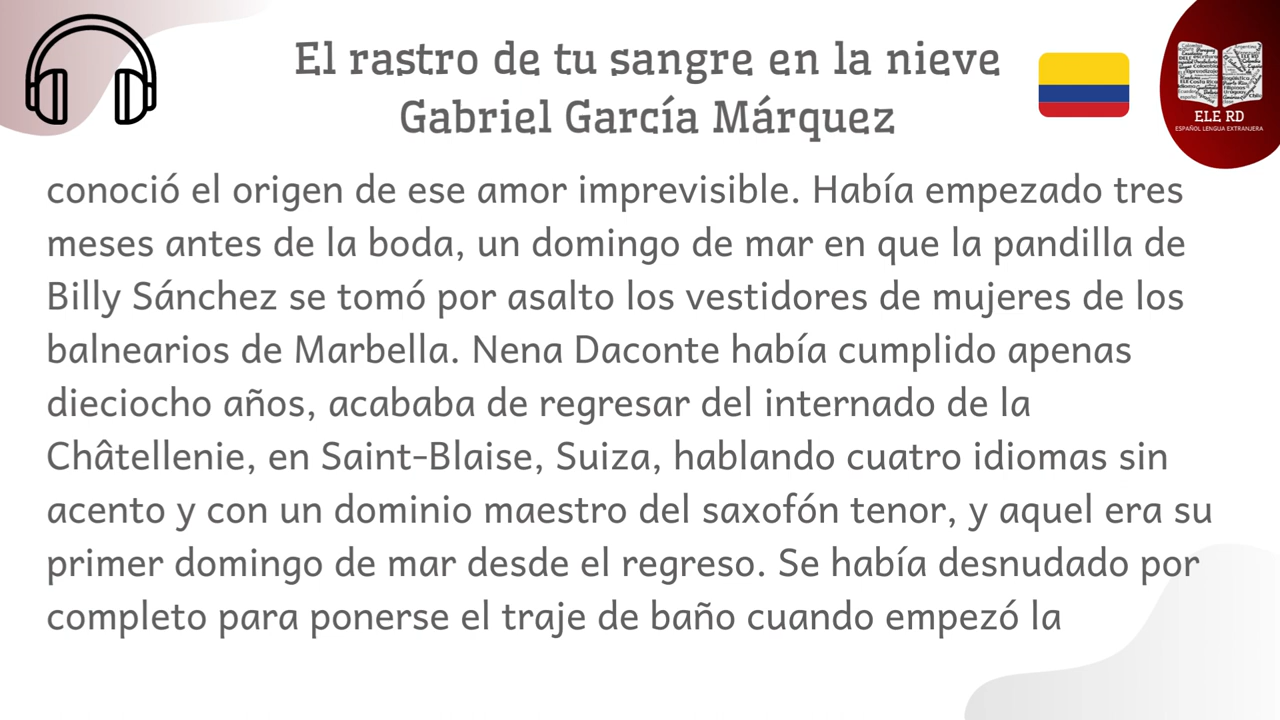 El rastro de tu sangre en la nieve
Gabriel García Márquez
ELE RD
ESPAÑOL LENGUA EXTRANJERA
conoció el origen de ese amor imprevisible. Había empezado tres
meses antes de la boda, un domingo de mar en que la pandilla de
Billy Sánchez se tomó por asalto los vestidores de mujeres de los
balnearios de Marbella. Nena Daconte había cumplido apenas
dieciocho años, acababa de regresar del internado de la
Châtellenie, en Saint-Blaise, Suiza, hablando cuatro idiomas sin
acento y con un dominio maestro del saxofón tenor, y aquel era su
primer domingo de mar desde el regreso. Se había desnudado por
completo para ponerse el traje de baño cuando empezó la